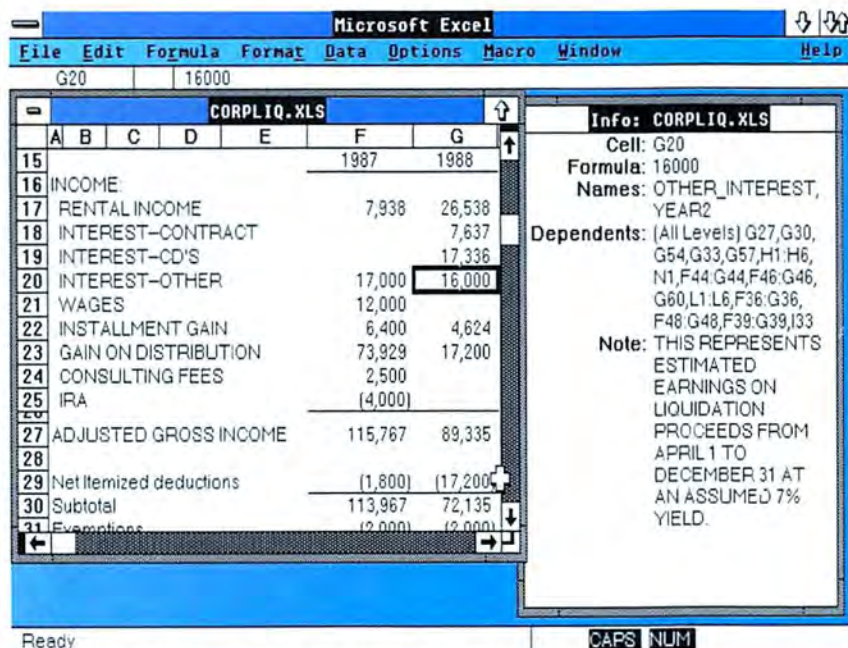 Microsoft Excel
File Edit Formula Format Data Options Macro Window Help
G20 16000
CORPLIQ.XLS
A B C D E F G
15 1987 1988
16 INCOME:
17 RENTAL INCOME 7,938 26,538
18 INTEREST-CONTRACT 7,637
19 INTEREST-CD'S 17,336
20 INTEREST-OTHER 17,000 16,000
21 WAGES 12,000
22 INSTALLMENT GAIN 6,400 4,624
23 GAIN ON DISTRIBUTION 73,929 17,200
24 CONSULTING FEES 2,500
25 IRA (4,000)
26
27 ADJUSTED GROSS INCOME 115,767 89,335
28
29 Net Itemized deductions (1,800) (17,200)
30 Subtotal 113,967 72,135
31 Exemptions (2,000) (2,000)
Info: CORPLIQ.XLS
Cell: G20
Formula: 16000
Names: OTHER_INTEREST,
YEAR2
Dependents: (All Levels) G27,G30,
G54,G33,G57,H1:H6,
N1,F44:G44,F46:G46,
G60,L1:L6,F36:G36,
F48:G48,F39:G39,I33
Note: THIS REPRESENTS
ESTIMATED
EARNINGS ON
LIQUIDATION
PROCEEDS FROM
APRIL 1 TO
DECEMBER 31 AT
AN ASSUMED 7%
YIELD.
Ready CAPS NUM